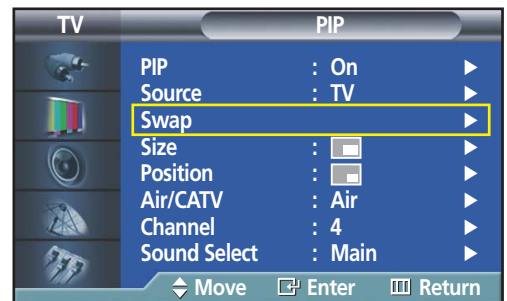 TV PIP
PIP : On
Source : TV
Swap
Size :
Position :
Air/CATV : Air
Channel : 4
Sound Select : Main
Move Enter Return